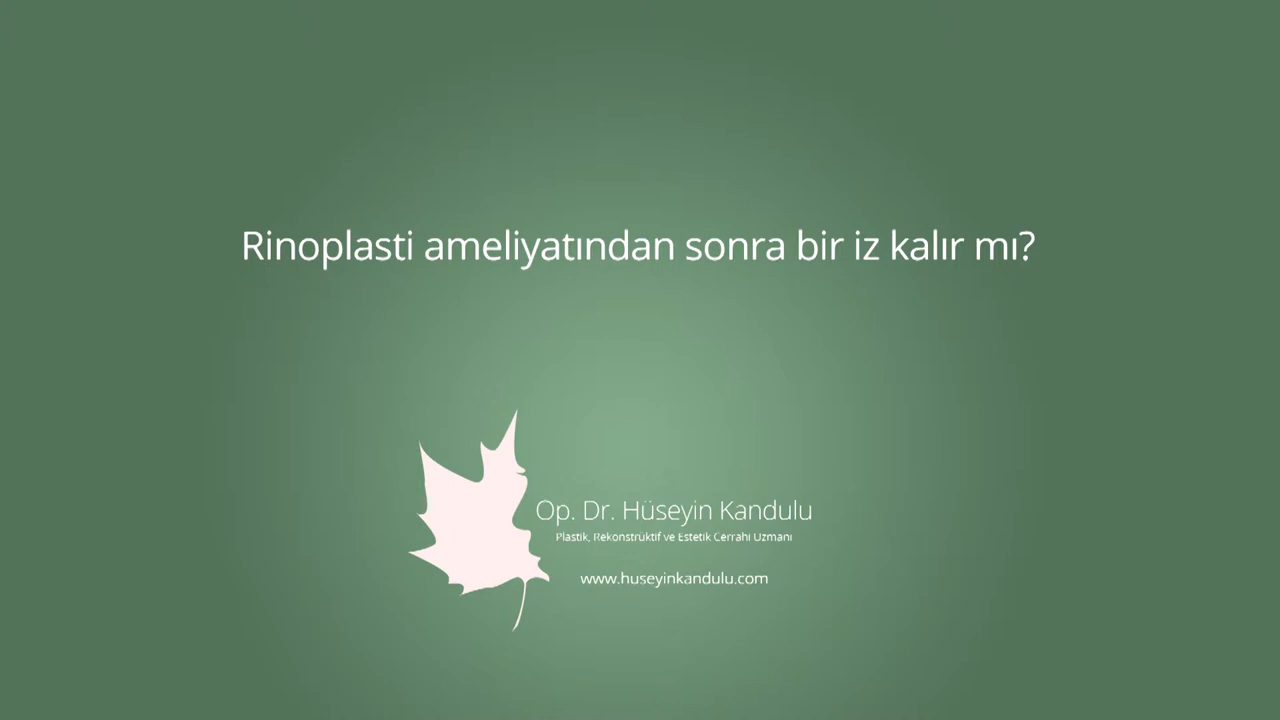 Rinoplasti ameliyatından sonra bir iz kalır mı?
Op. Dr. Hüseyin Kandulu
Plastik, Rekonstrüktif ve Estetik Cerrahi Uzmanı
www.huseyinkandulu.com